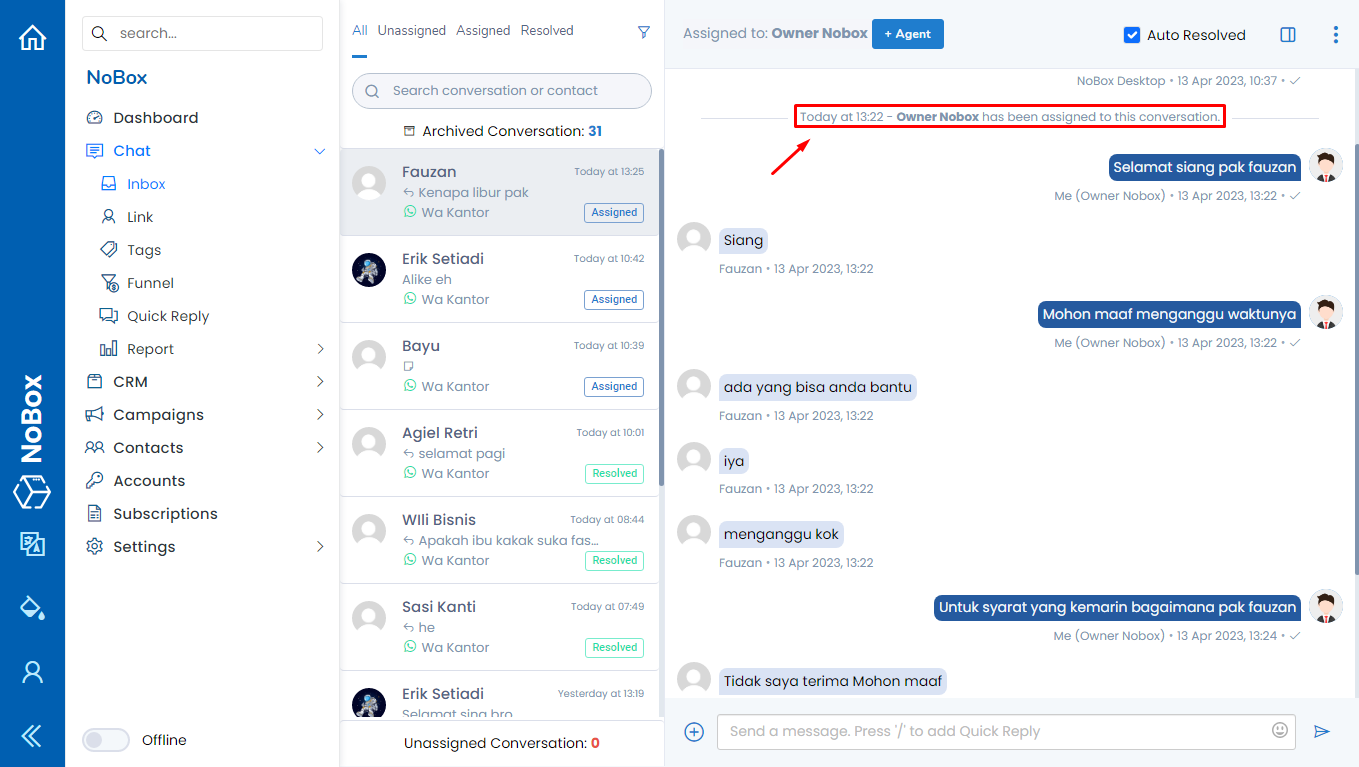 NoBox
search...
NoBox
Dashboard
Chat
Inbox
Link
Tags
Funnel
Quick Reply
Report
CRM
Campaigns
Contacts
Accounts
Subscriptions
Settings
Offline
All Unassigned Assigned Resolved
Search conversation or contact
Archived Conversation: 31
Fauzan Today at 13:25
Kenapa libur pak
Wa Kantor Assigned
Erik Setiadi Today at 10:42
Alike eh
Wa Kantor Assigned
Bayu Today at 10:39
Wa Kantor Assigned
Agiel Retri Today at 10:01
selamat pagi
Wa Kantor Resolved
WIli Bisnis Today at 08:44
Apakah ibu kakak suka fas...
Wa Kantor Resolved
Sasi Kanti Today at 07:49
he
Wa Kantor Resolved
Erik Setiadi Yesterday at 13:19
Selamat sing bro
Unassigned Conversation: 0
Assigned to: Owner Nobox + Agent Auto Resolved
NoBox Desktop • 13 Apr 2023, 10:37 •
Today at 13:22 - Owner Nobox has been assigned to this conversation.
Selamat siang pak fauzan
Me (Owner Nobox) • 13 Apr 2023, 13:22 •
Siang
Fauzan • 13 Apr 2023, 13:22
Mohon maaf menganggu waktunya
Me (Owner Nobox) • 13 Apr 2023, 13:22 •
ada yang bisa anda bantu
Fauzan • 13 Apr 2023, 13:22
iya
Fauzan • 13 Apr 2023, 13:22
menganggu kok
Fauzan • 13 Apr 2023, 13:22
Untuk syarat yang kemarin bagaimana pak fauzan
Me (Owner Nobox) • 13 Apr 2023, 13:24 •
Tidak saya terima Mohon maaf
Send a message. Press '/' to add Quick Reply